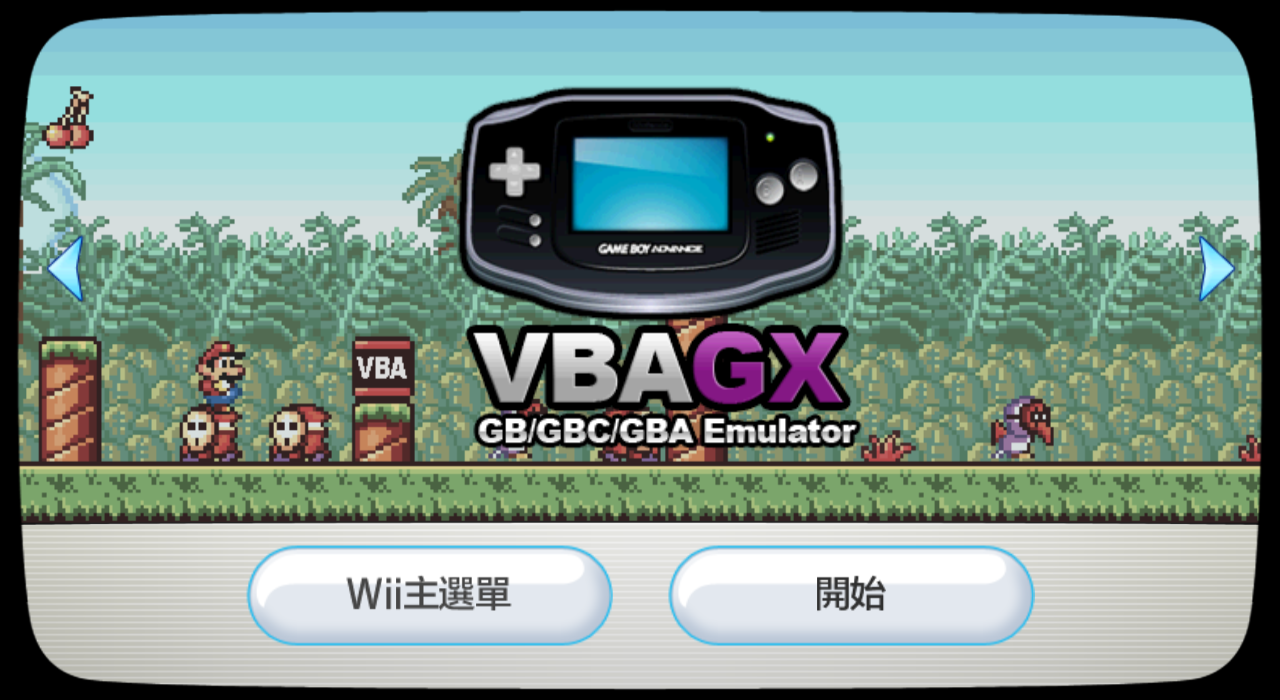 GAME BOY ADVANCE
VBAGX
VBA
GB/GBC/GBA Emulator
Wii主選單
開始